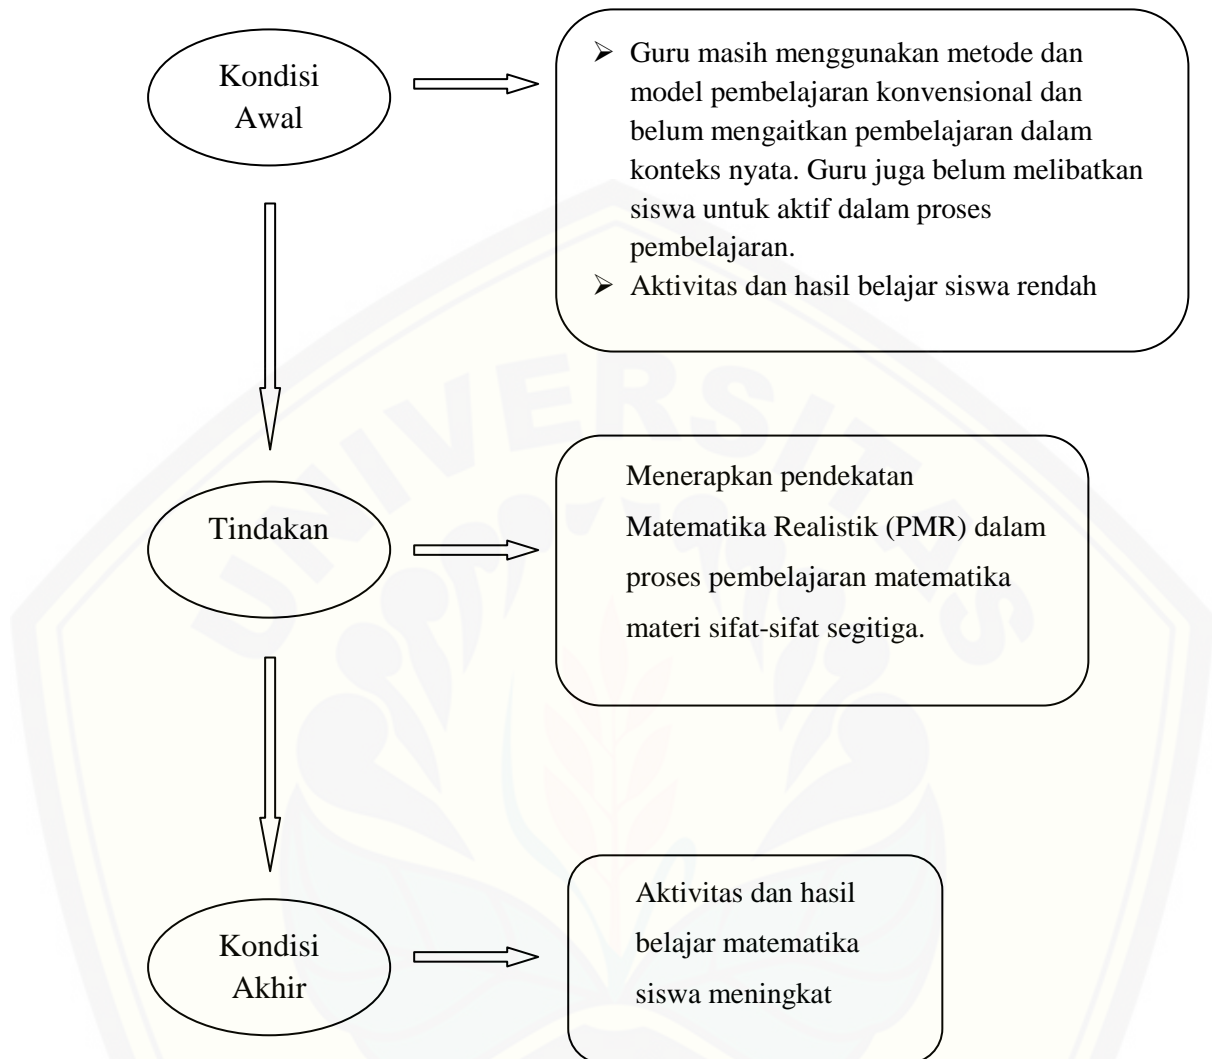 Kondisi
Awal
➢ Guru masih menggunakan metode dan
model pembelajaran konvensional dan
belum mengaitkan pembelajaran dalam
konteks nyata. Guru juga belum melibatkan
siswa untuk aktif dalam proses
pembelajaran.
➢ Aktivitas dan hasil belajar siswa rendah
UNIVERSITAS
Tindakan
Menerapkan pendekatan
Matematika Realistik (PMR) dalam
proses pembelajaran matematika
materi sifat-sifat segitiga.
Kondisi
Akhir
Aktivitas dan hasil
belajar matematika
siswa meningkat